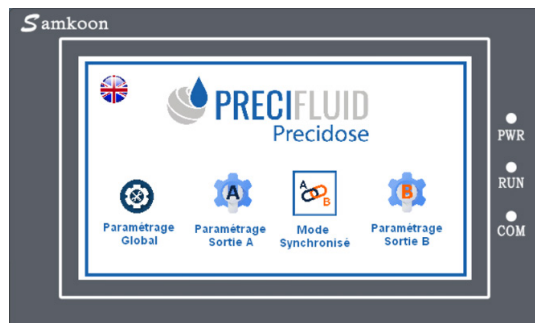 Samkoon
PRECIFLUID
Precidose
PWR
RUN
COM
A
A
B
B
Paramétrage
Global
Paramétrage
Sortie A
Mode
Synchronisé
Paramétrage
Sortie B